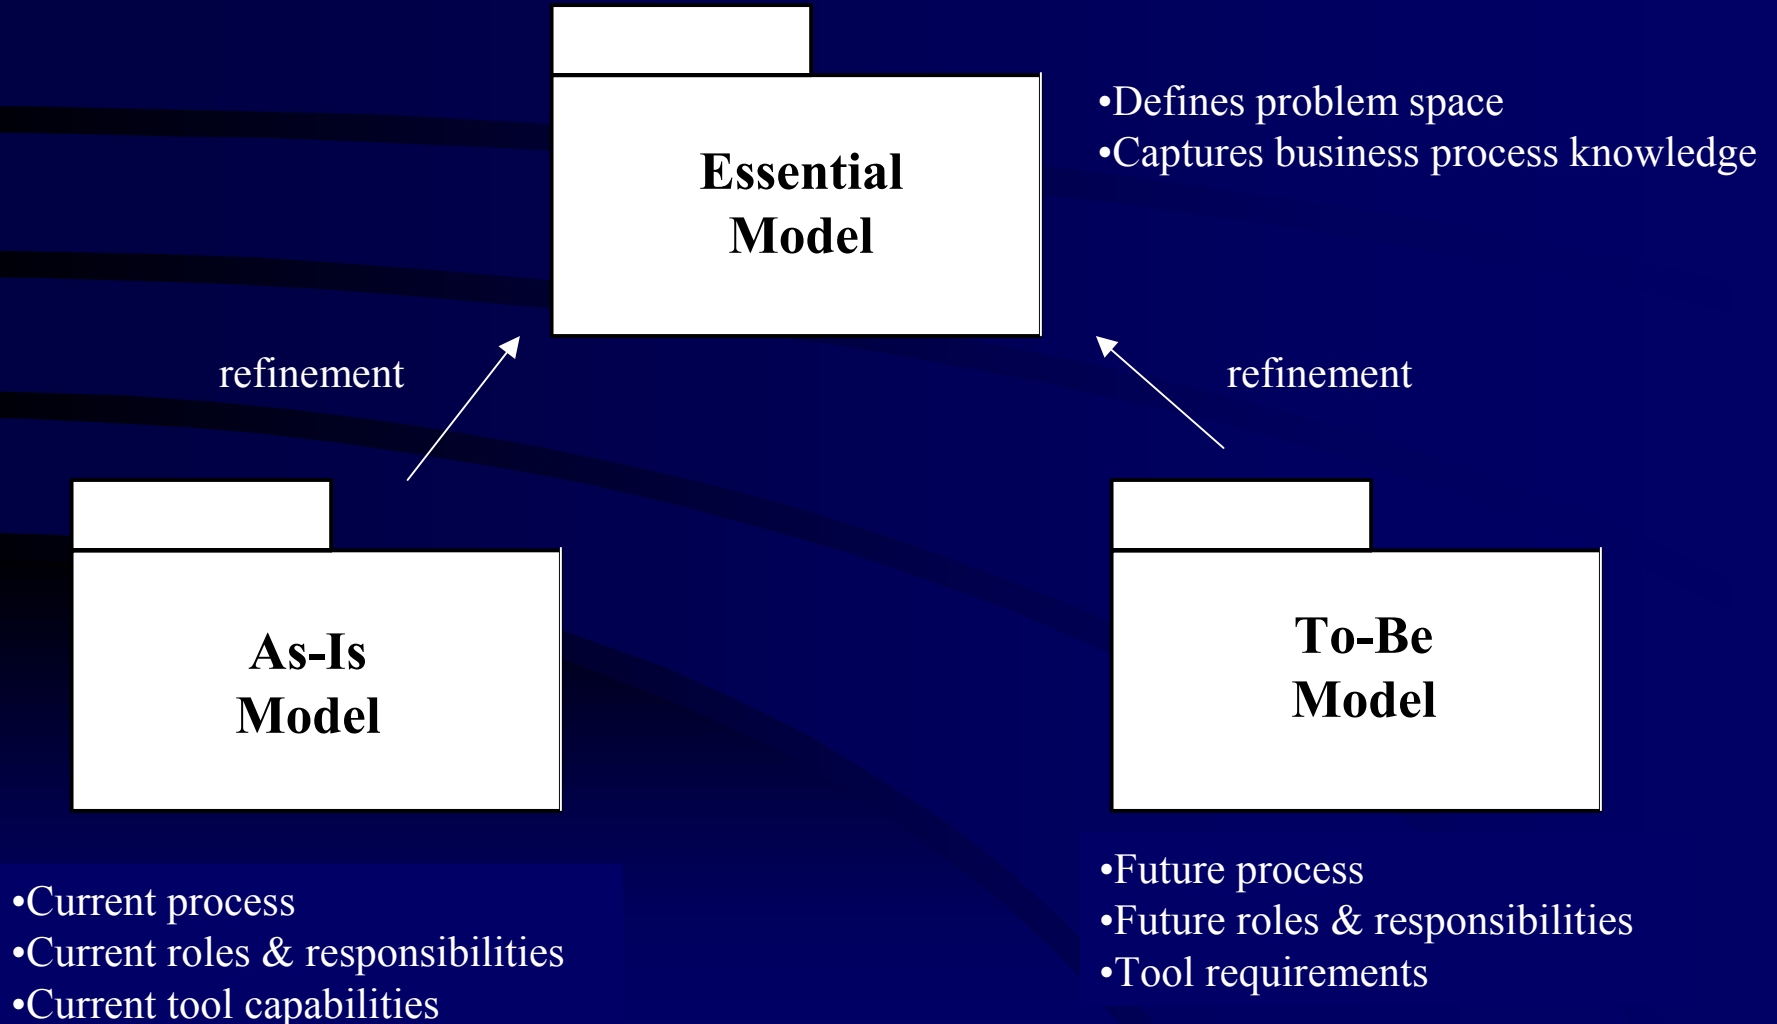 •Defines problem space
•Captures business process knowledge
Essential
Model
refinement
refinement
As-Is
Model
To-Be
Model
•Current process
•Current roles & responsibilities
•Current tool capabilities
•Future process
•Future roles & responsibilities
•Tool requirements